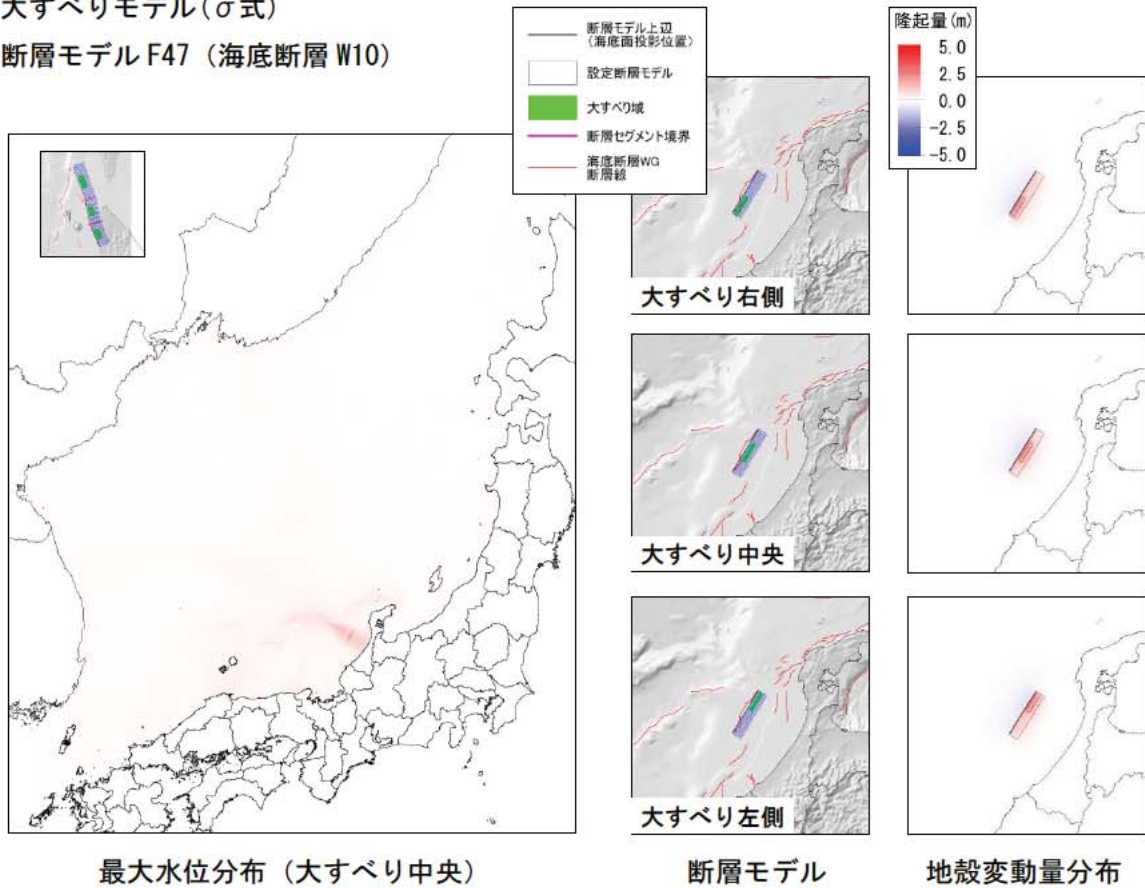 大すべりモデル(σ式)
断層モデル F47（海底断層 W10）
断層モデル上辺
(海底面投影位置)
設定断層モデル
大すべり域
断層セグメント境界
海底断層WG
断層線
隆起量(m)
5.0
2.5
0.0
-2.5
-5.0
大すべり右側
大すべり中央
大すべり左側
最大水位分布（大すべり中央）
断層モデル
地殻変動量分布